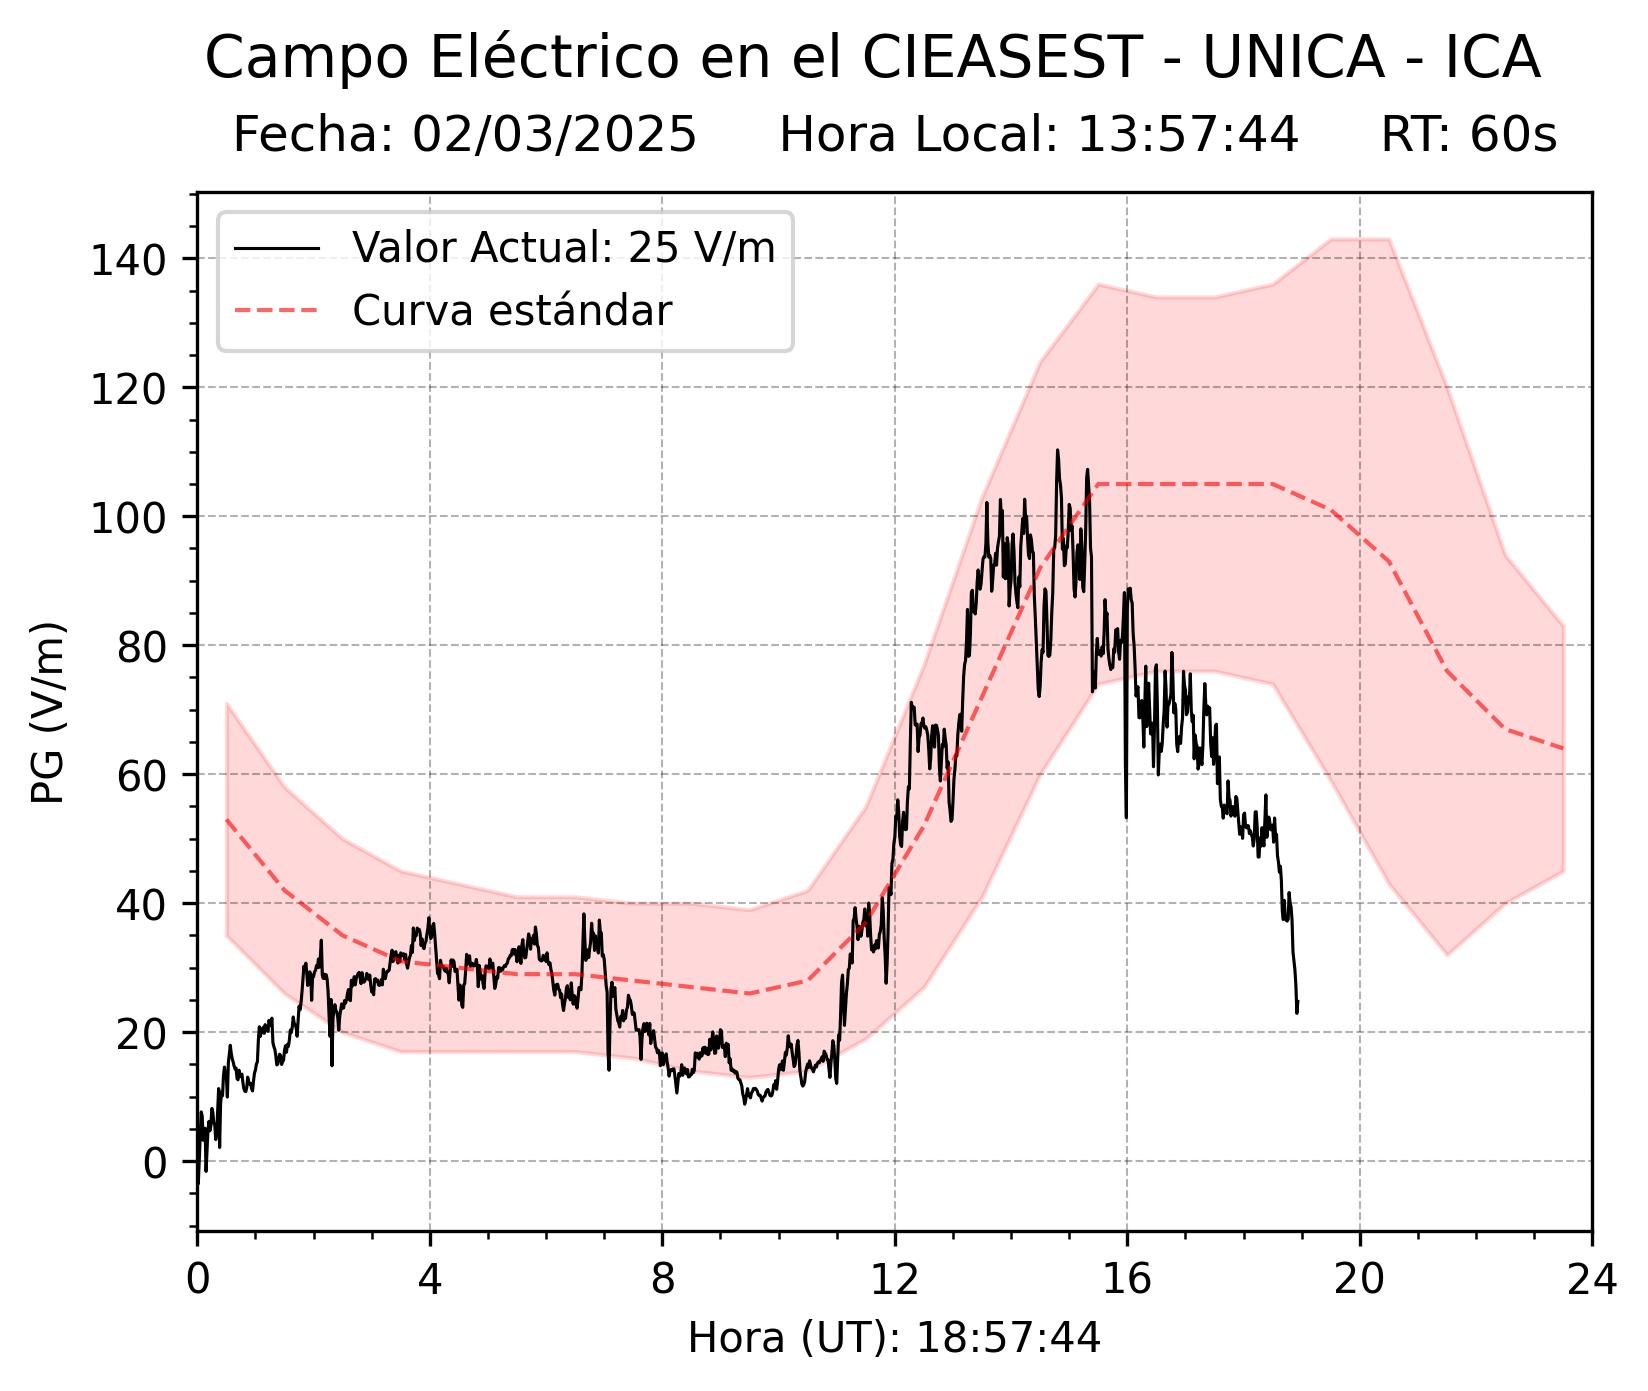 Campo Eléctrico en el CIEASEST - UNICA - ICA
Fecha: 02/03/2025 Hora Local: 13:57:44 RT: 60s
Valor Actual: 25 V/m
Curva estándar
140
120
100
80
60
40
20
0
PG (V/m)
0 4 8 12 16 20 24
Hora (UT): 18:57:44